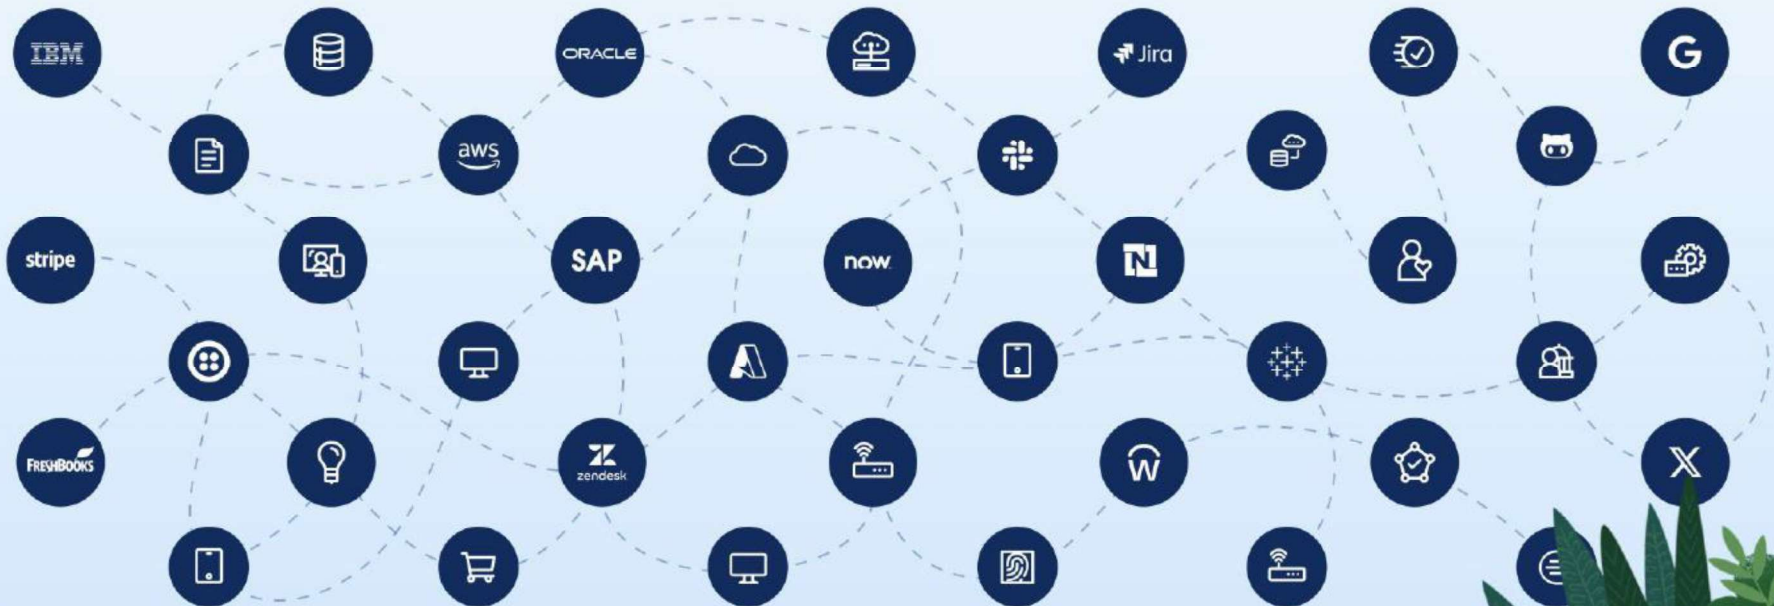 IBM
ORACLE
Jira
G
aws
stripe
SAP
now.
N
FRESHBOOKS
zendesk
W
X